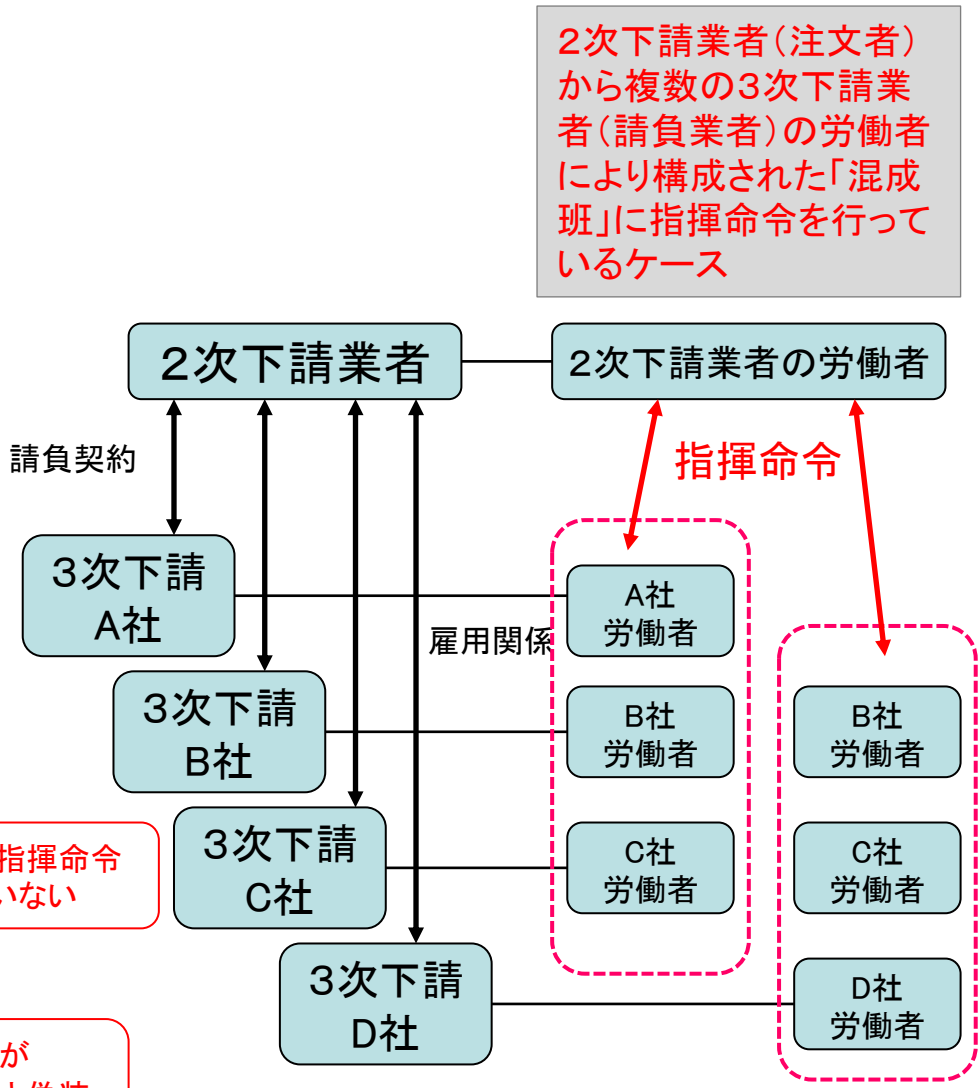 ２次下請業者（注文者）
から複数の３次下請業
者（請負業者）の労働者
により構成された「混成
班」に指揮命令を行って
いるケース
２次下請業者
２次下請業者の労働者
請負契約
指揮命令
３次下請
A社
A社
労働者
雇用関係
３次下請
B社
B社
労働者
B社
労働者
指揮命令
いない
３次下請
C社
C社
労働者
C社
労働者
３次下請
D社
D社
労働者
が